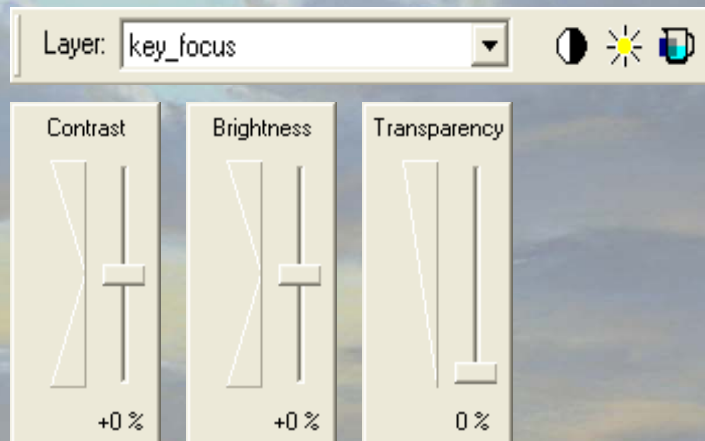 Layer: key_focus
Contrast Brightness Transparency
+0 % +0 % 0 %